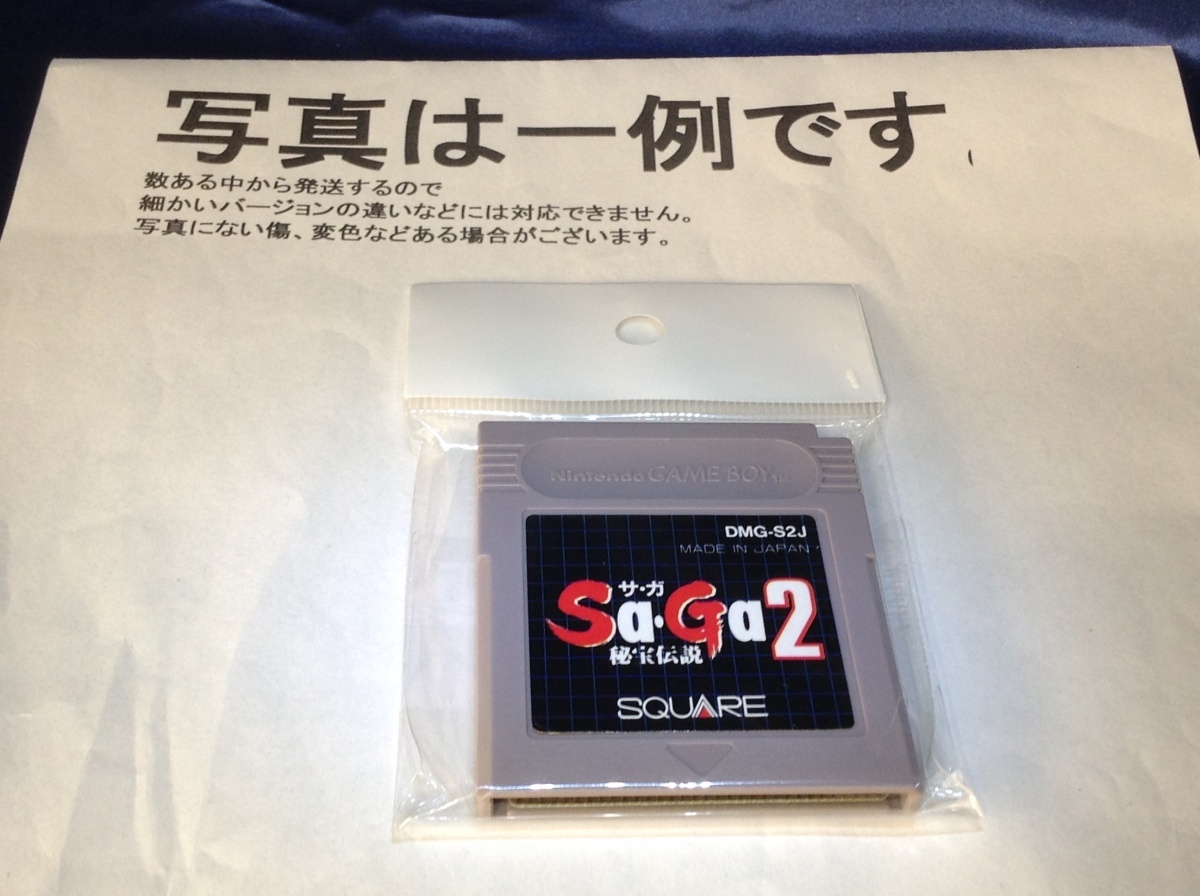 写真は一例です。
数ある中から発送するので
細かいバージョンの違いなどには対応できません。
写真にない傷、変色などある場合がございます。
Nintendo GAME BOY TM
DMG-S2J
MADE IN JAPAN
サ・ガ
Sa・Ga2
秘宝伝説
SQUARE